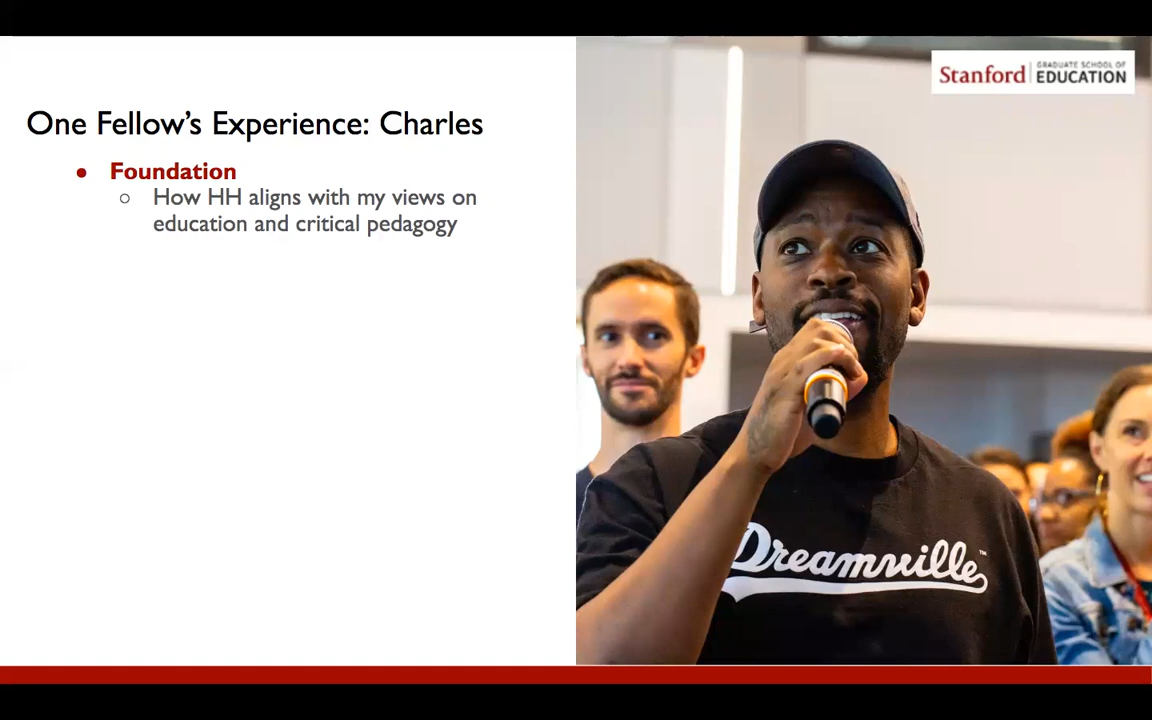 Stanford GRADUATE SCHOOL OF
EDUCATION
One Fellow's Experience: Charles
● Foundation
○ How HH aligns with my views on
education and critical pedagogy
Dreamville™